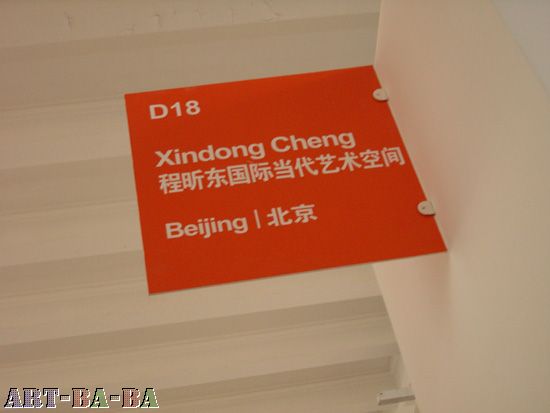 D18
Xindong Cheng
程昕东国际当代艺术空间
Beijing | 北京
ART-BA-BA